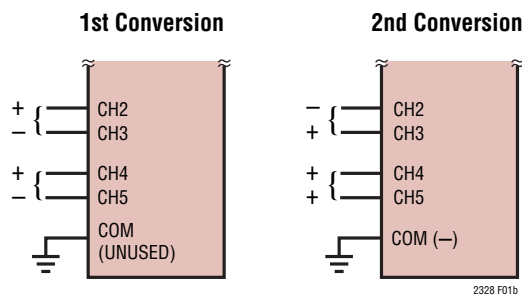 1st Conversion
+ { CH2
– CH3
+ { CH4
– CH5
COM
(UNUSED)
2nd Conversion
– { CH2
+ CH3
+ { CH4
+ CH5
COM (–)
2328 F01b